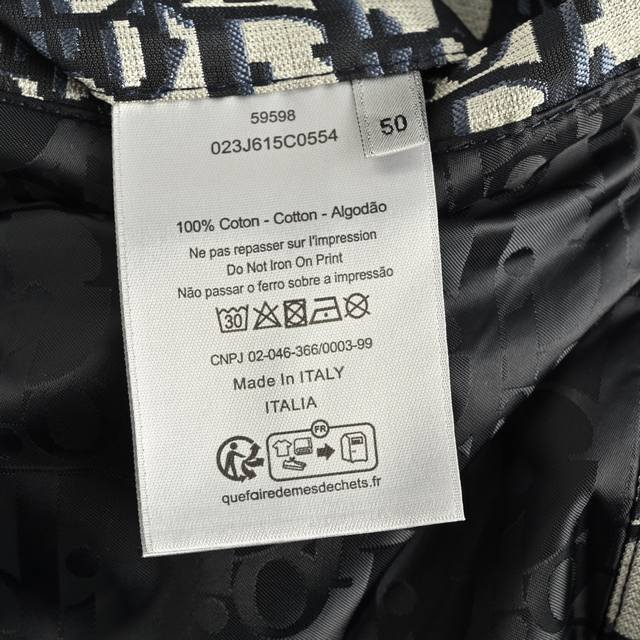 59598
023J615C0554
50
100% Coton - Cotton - Algodão
Ne pas repasser sur l'impression
Do Not Iron On Print
Não passar o ferro sobre a impressão
30
CNPJ 02-046-366/0003-99
Made In ITALY
ITALIA
FR
quefairedemesdechets.fr